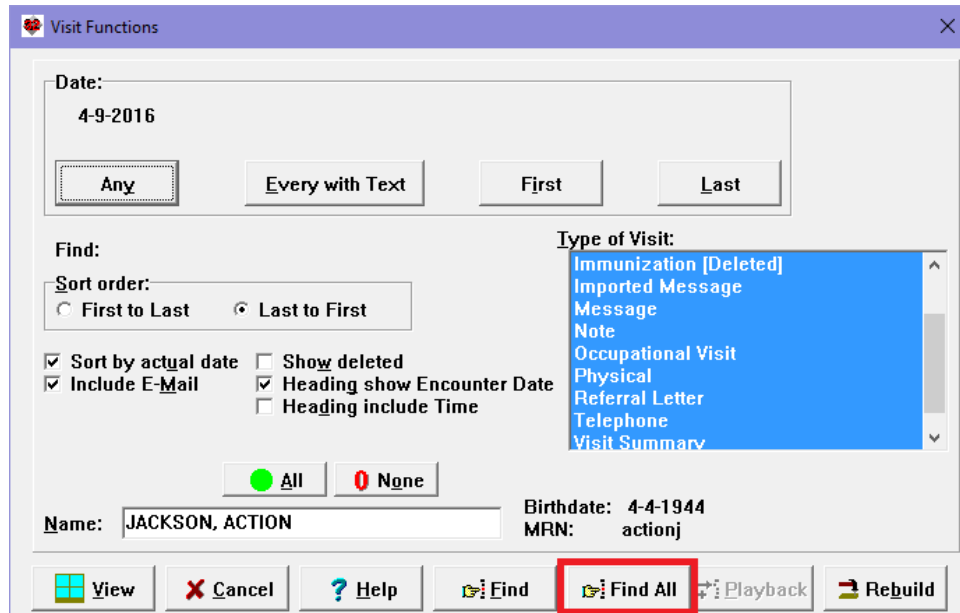 Visit Functions
Date:
4-9-2016
Any
Every with Text
First
Last
Find:
Type of Visit:
Immunization [Deleted]
Imported Message
Message
Note
Occupational Visit
Physical
Referral Letter
Telephone
Visit Summary
Sort order:
First to Last
Last to First
Sort by actual date
Show deleted
Include E-Mail
Heading show Encounter Date
Heading include Time
All
None
Name: JACKSON, ACTION
Birthdate: 4-4-1944
MRN: actionj
View
Cancel
Help
Find
Find All
Playback
Rebuild